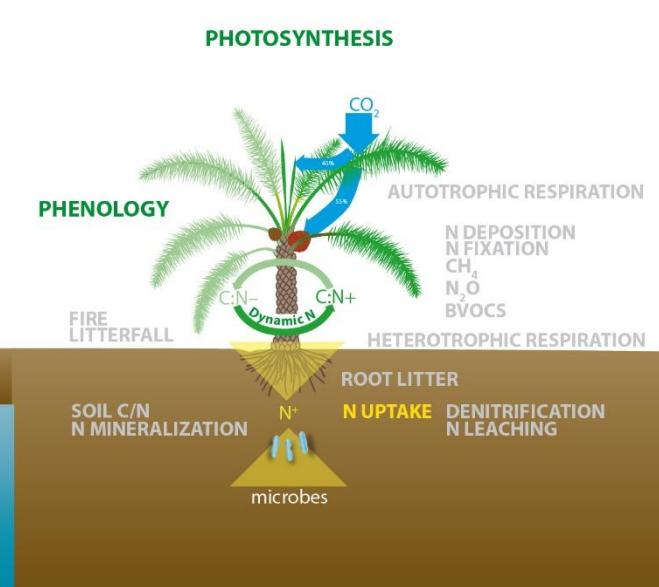 PHOTOSYNTHESIS
CO₂
45%
55%
AUTOTROPHIC RESPIRATION
PHENOLOGY
N DEPOSITION
N FIXATION
CH₄
N₂O
BVOCS
C:N–
C:N+
Dynamic N
FIRE
LITTERFALL
HETEROTROPHIC RESPIRATION
ROOT LITTER
SOIL C/N
N MINERALIZATION
N⁺
N UPTAKE
DENITRIFICATION
N LEACHING
microbes